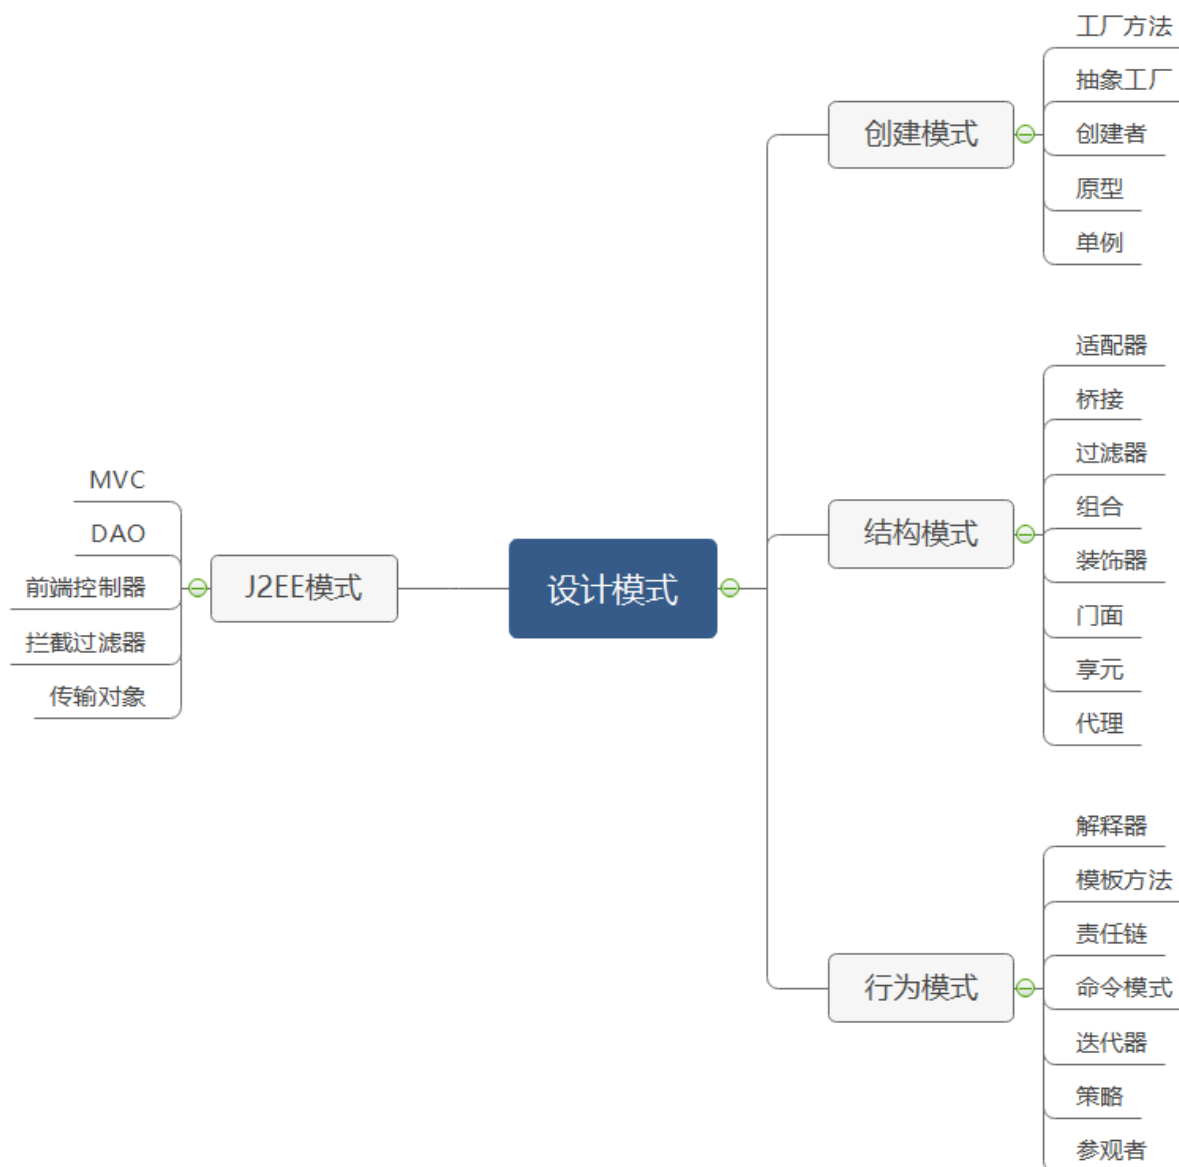 设计模式
创建模式
工厂方法
抽象工厂
创建者
原型
单例
结构模式
适配器
桥接
过滤器
组合
装饰器
门面
享元
代理
行为模式
解释器
模板方法
责任链
命令模式
迭代器
策略
参观者
J2EE模式
MVC
DAO
前端控制器
拦截过滤器
传输对象